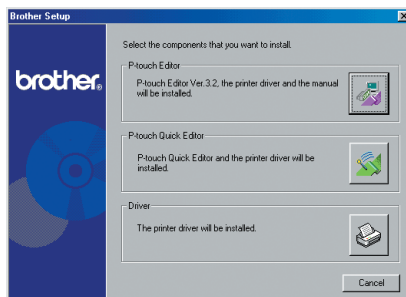 Brother Setup
Select the components that you want to install.
brother.
P-touch Editor
P-touch Editor Ver.3.2, the printer driver and the manual
will be installed.
P-touch Quick Editor
P-touch Quick Editor and the printer driver will be
installed.
Driver
The printer driver will be installed.
Cancel